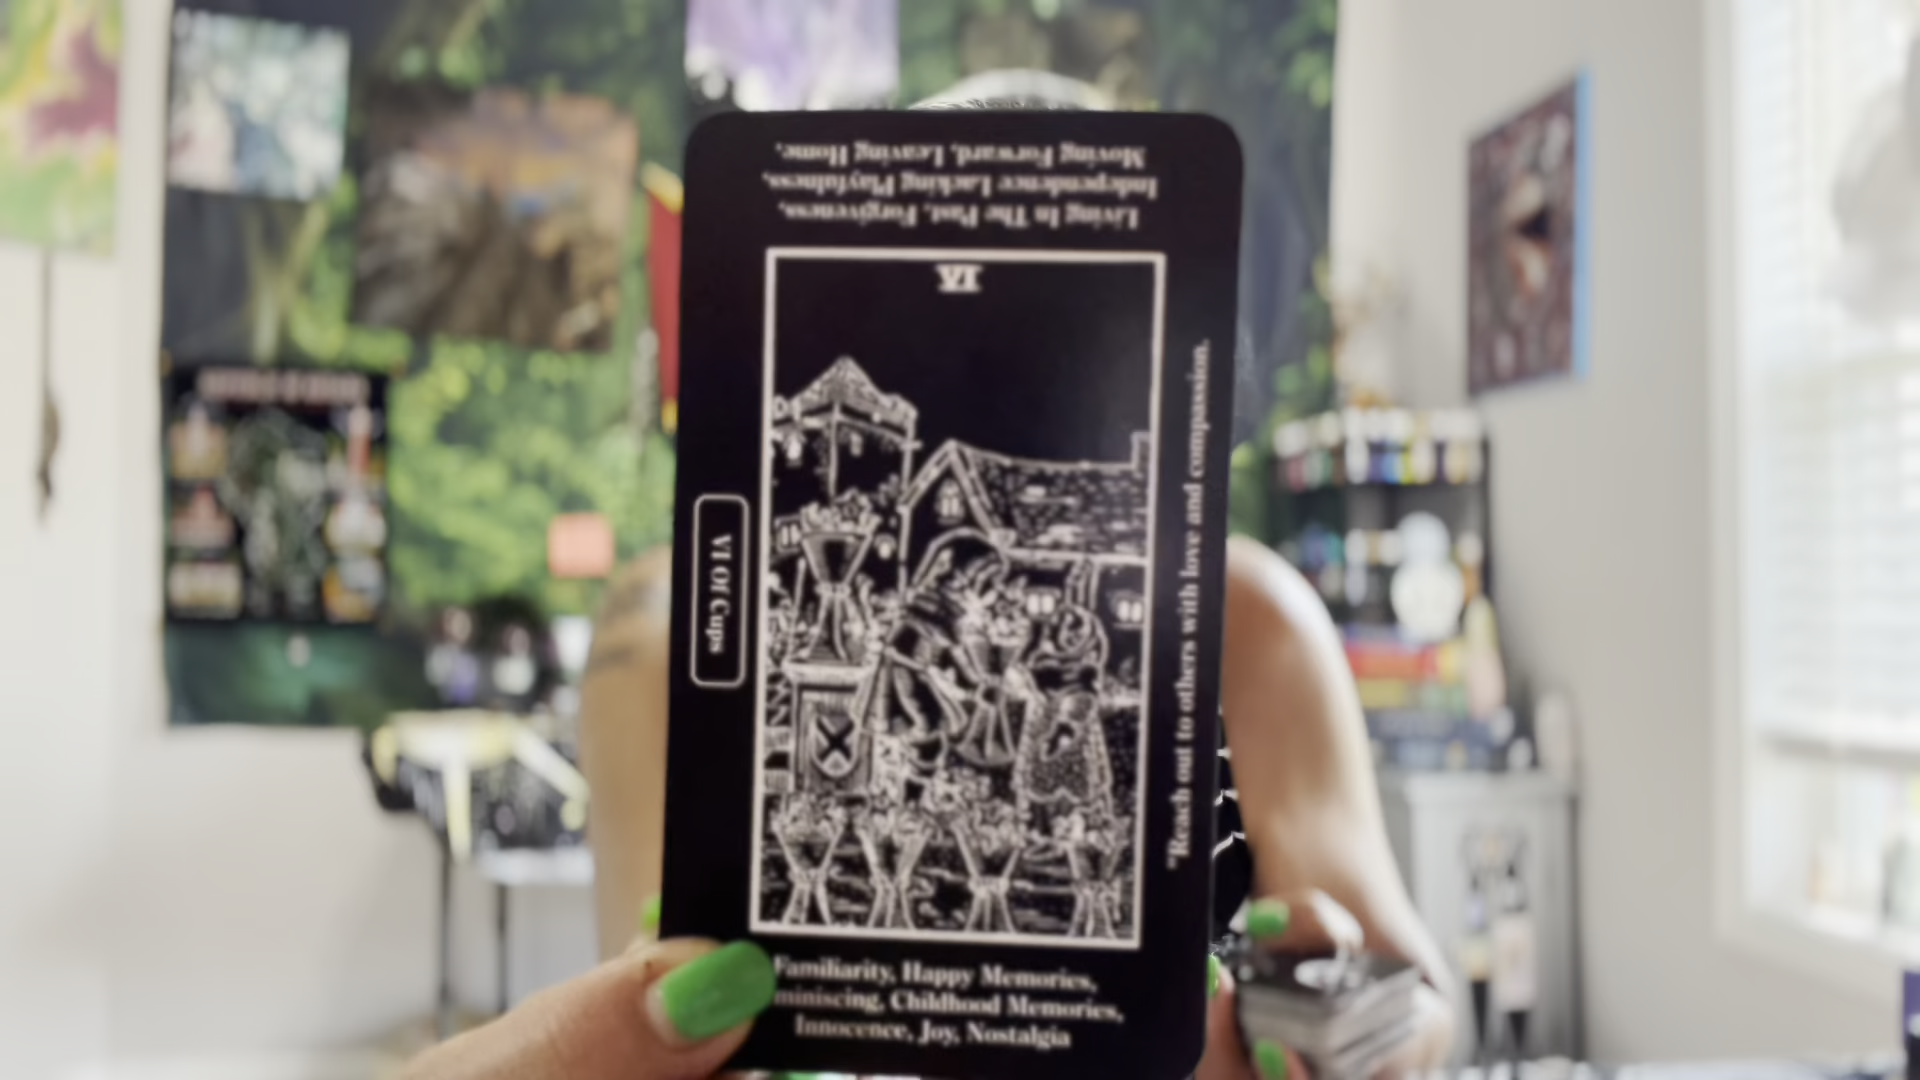 Moving Forward, Leaving Home,
Independence Lacking Playfulness,
Living In The Past, Forgiveness,
VI
VI Of Cups
"Reach out to others with love and compassion.
Familiarity, Happy Memories,
miniscing, Childhood Memories,
Innocence, Joy, Nostalgia